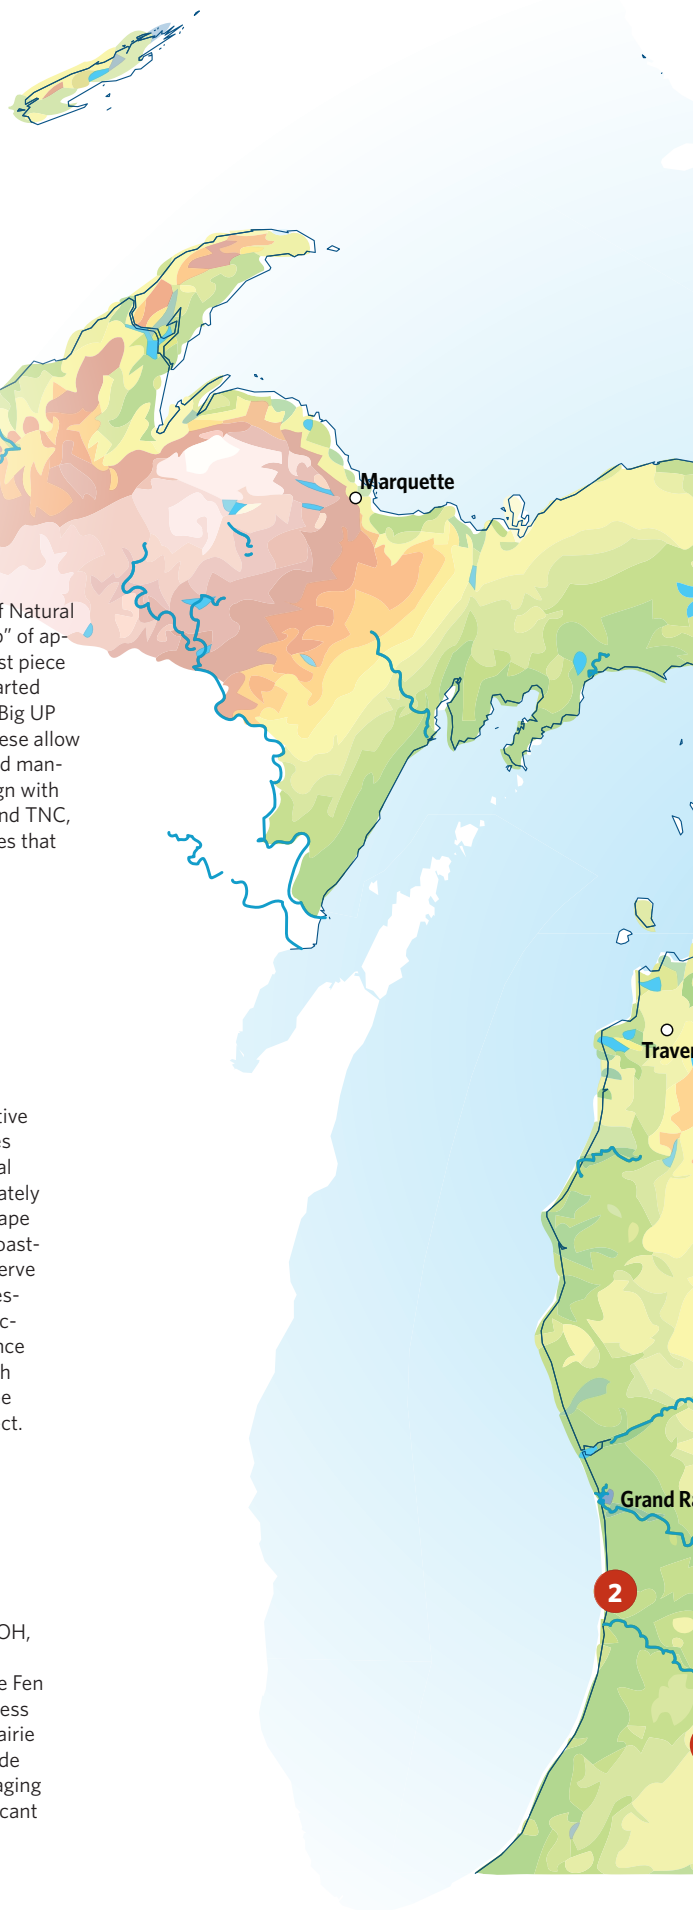 Marquette
f Natural
" of ap-
st piece
arted
Big UP
ese allow
d man-
gn with
nd TNC,
es that
Traver
tive
es
al
ately
ape
oast-
erve
es-
c-
nce
h
e
ct.
Grand Ra
2
OH,
e Fen
ess
airie
de
aging
cant